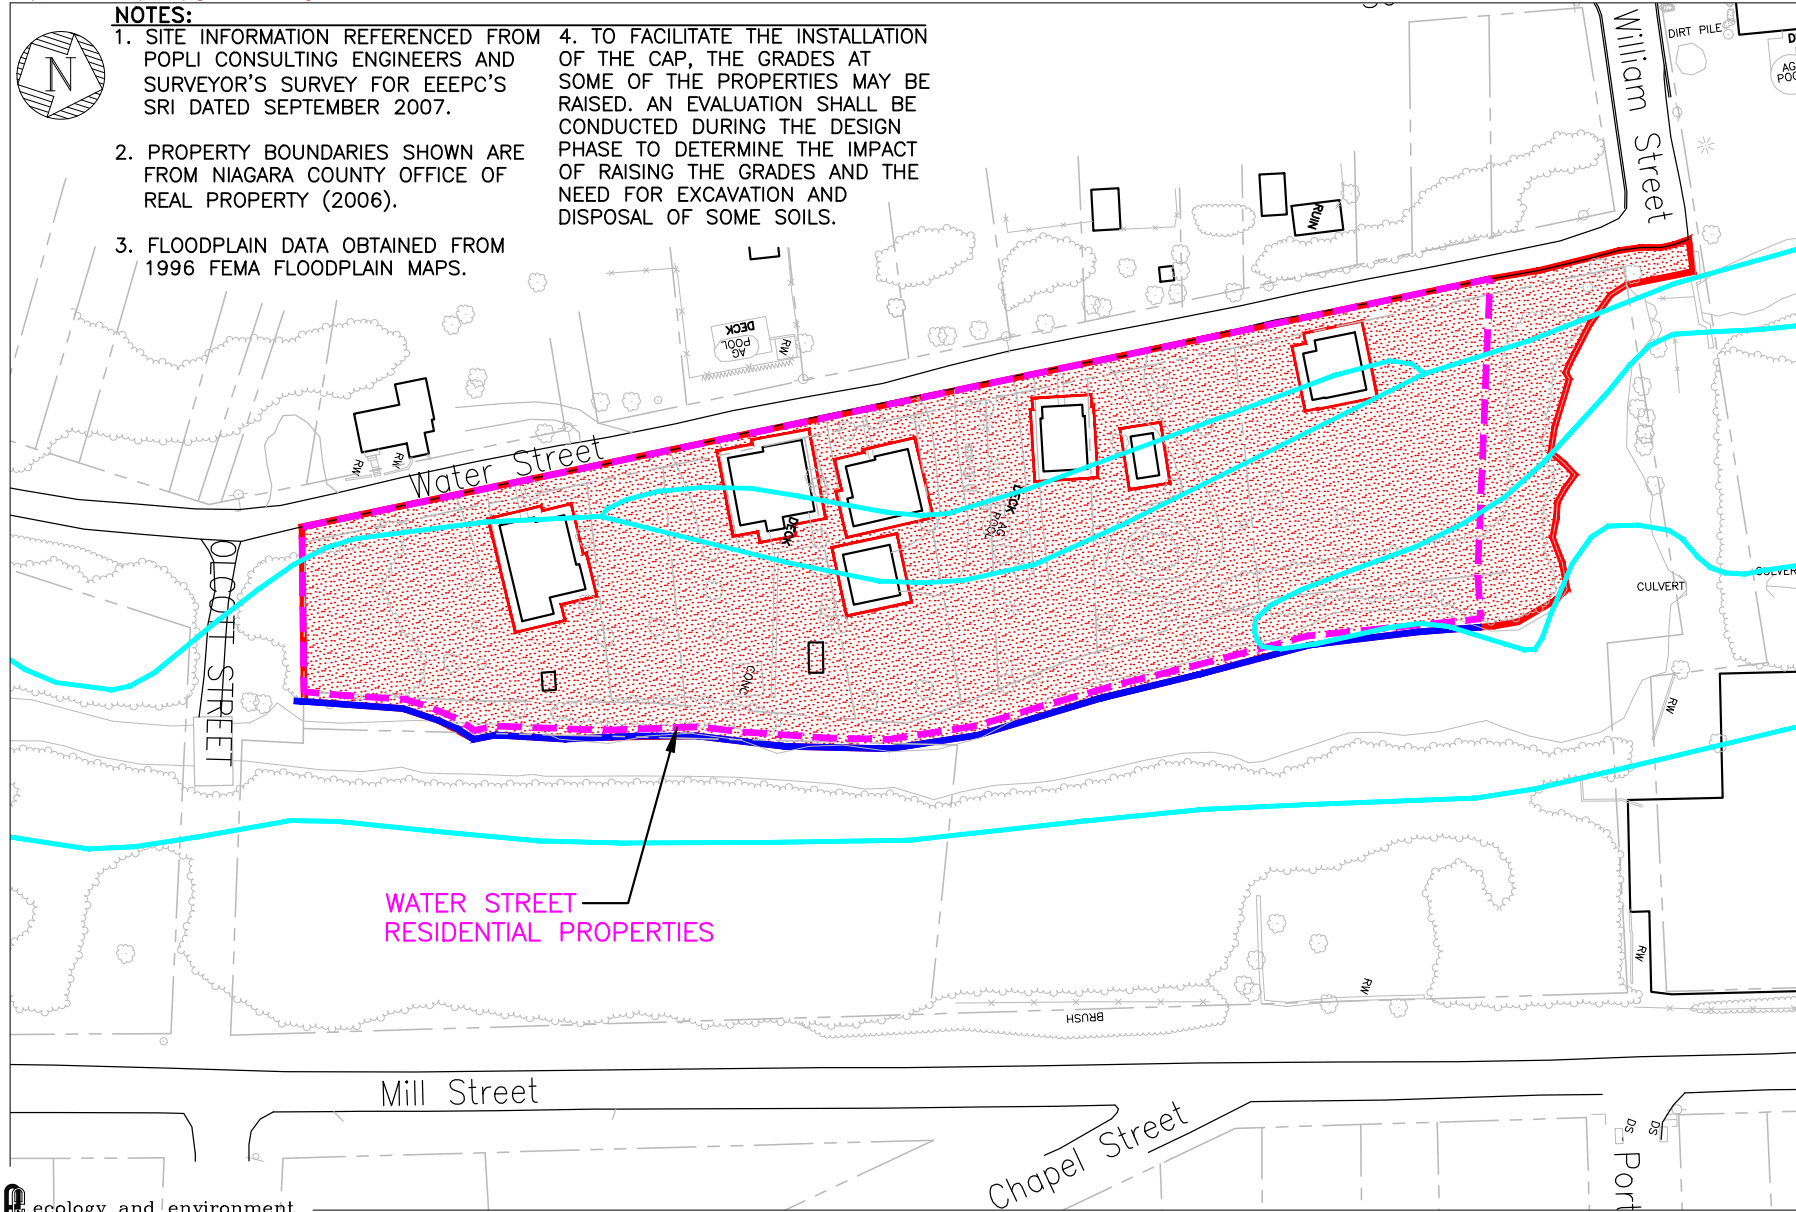 NOTES:
1. SITE INFORMATION REFERENCED FROM
POPLI CONSULTING ENGINEERS AND
SURVEYOR'S SURVEY FOR EEEPC'S
SRI DATED SEPTEMBER 2007.
2. PROPERTY BOUNDARIES SHOWN ARE
FROM NIAGARA COUNTY OFFICE OF
REAL PROPERTY (2006).
3. FLOODPLAIN DATA OBTAINED FROM
1996 FEMA FLOODPLAIN MAPS.
4. TO FACILITATE THE INSTALLATION
OF THE CAP, THE GRADES AT
SOME OF THE PROPERTIES MAY BE
RAISED. AN EVALUATION SHALL BE
CONDUCTED DURING THE DESIGN
PHASE TO DETERMINE THE IMPACT
OF RAISING THE GRADES AND THE
NEED FOR EXCAVATION AND
DISPOSAL OF SOME SOILS.
N
William Street
DIRT PILE
RUIN
DECK
AG
POOL
RW
RW
RW
Water Street
DECK
AG
POOL
DECK
CONC
OLCOTT STREET
CULVERT
RW
WATER STREET
RESIDENTIAL PROPERTIES
RW
RW
BRUSH
Mill Street
Chapel Street
DS
DS
Port
ecology and environment